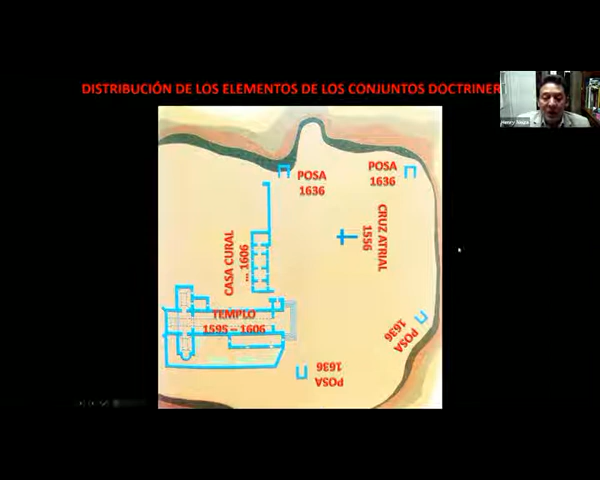 DISTRIBUCIÓN DE LOS ELEMENTOS DE LOS CONJUNTOS DOCTRINER
POSA
1636
POSA
1636
CRUZ ATRIAL
1556
CASA CURAL
... 1606
TEMPLO
1595 – 1606
POSA
1636
POSA
1636